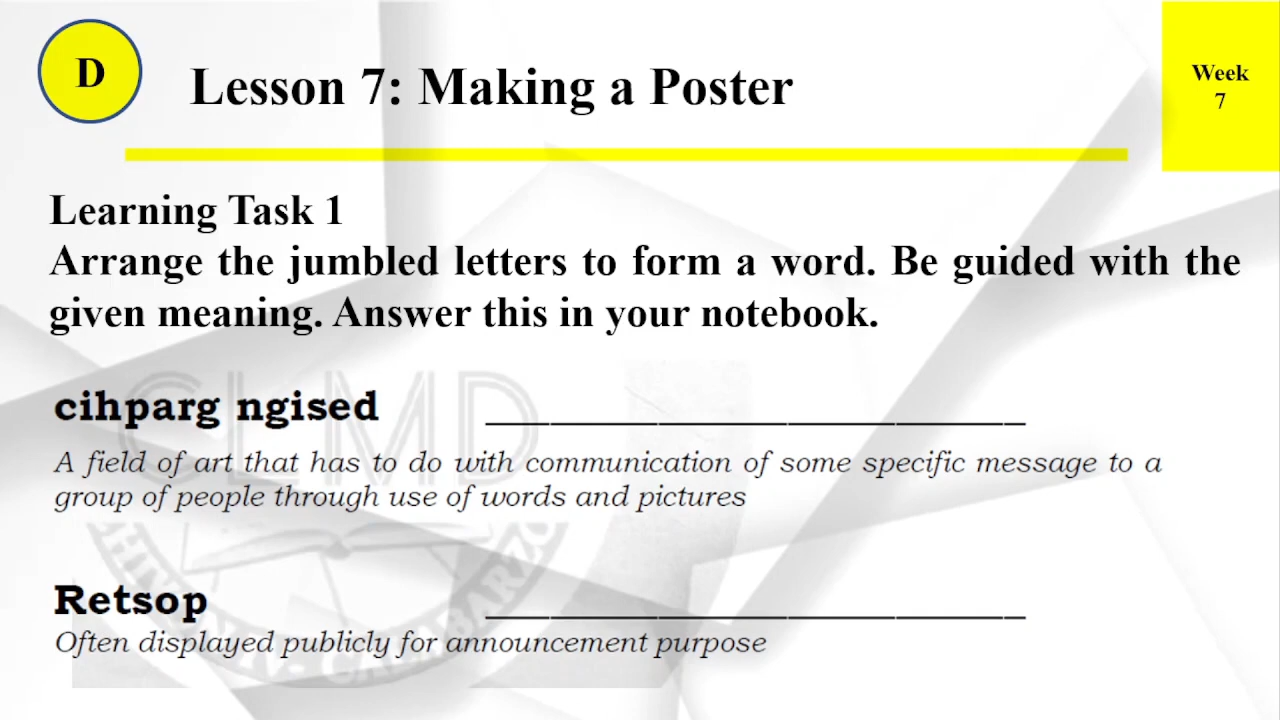 D
Lesson 7: Making a Poster
Week
7
Learning Task 1
Arrange the jumbled letters to form a word. Be guided with the
given meaning. Answer this in your notebook.
cihparg ngised ____________________
A field of art that has to do with communication of some specific message to a
group of people through use of words and pictures
Retsop ____________________
Often displayed publicly for announcement purpose
CLMD